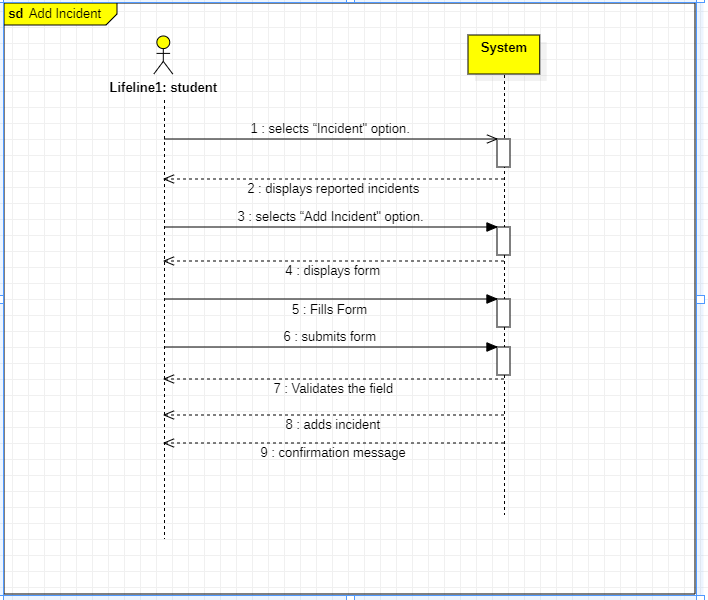 sd Add Incident
System
Lifeline1: student
1 : selects “Incident" option.
2 : displays reported incidents
3 : selects “Add Incident" option.
4 : displays form
5 : Fills Form
6 : submits form
7 : Validates the field
8 : adds incident
9 : confirmation message